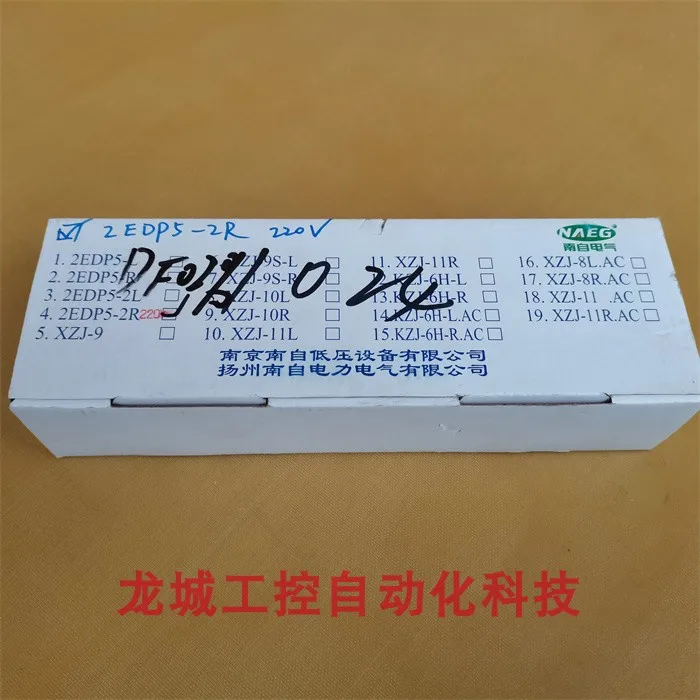 ☑ 2EDP5-2R 220V
NAEG
南自电气
1. 2EDP5-
9S-L
11. XZJ-11R
16. XZJ-8L.AC
2. 2EDP5-R
9S-R
KZJ-6H-L
17. XZJ-8R.AC
3. 2EDP5-2L
XZJ-10L
13.KZJ-6H-R
18. XZJ-11 .AC
4. 2EDP5-2R
9. XZJ-10R
14.KZJ-6H-L.AC
19. XZJ-11R.AC
5. XZJ-9
10. XZJ-11L
15.KZJ-6H-R.AC
0 24
南京南自低压设备有限公司
扬州南自电力电气有限公司
龙城工控自动化科技